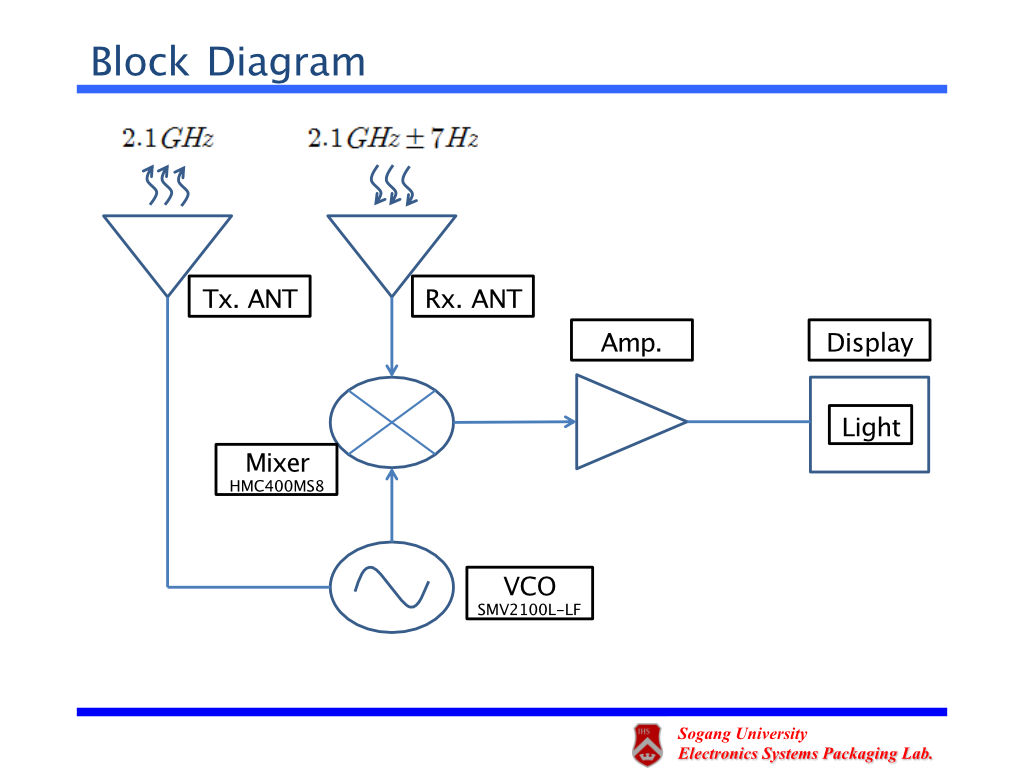 Block Diagram
2.1GHz
2.1GHz ± 7Hz
Tx. ANT
Rx. ANT
Amp.
Display
Light
Mixer
HMC400MS8
VCO
SMV2100L-LF
IHS
Sogang University
Electronics Systems Packaging Lab.